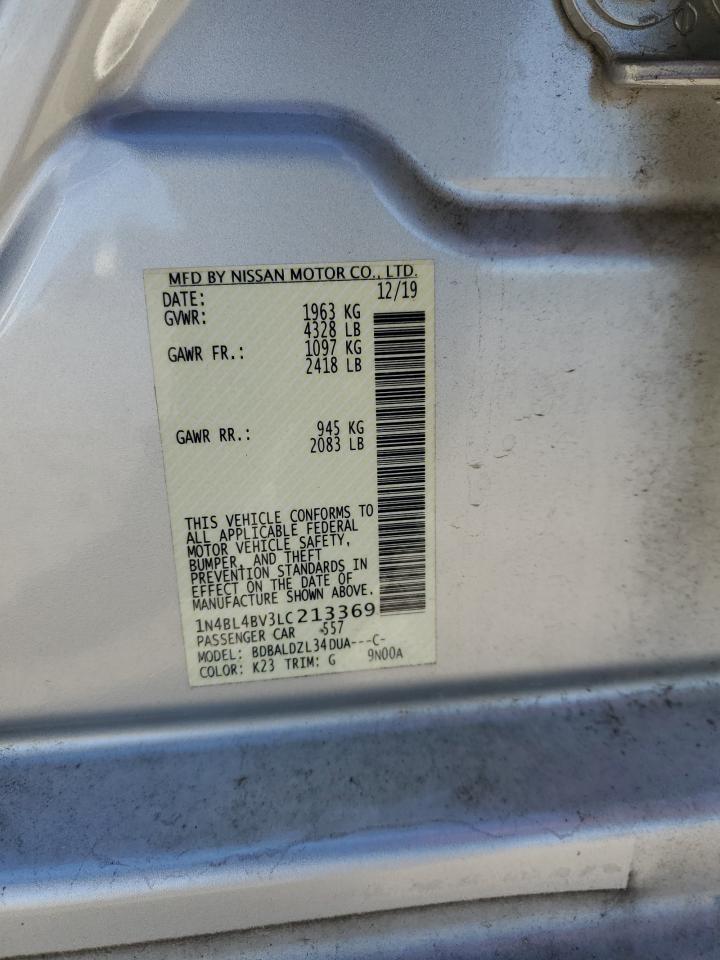 MFD BY NISSAN MOTOR CO., LTD.
DATE: 12/19
GVWR: 1963 KG
4328 LB
GAWR FR.: 1097 KG
2418 LB
GAWR RR.: 945 KG
2083 LB
THIS VEHICLE CONFORMS TO
ALL APPLICABLE FEDERAL
MOTOR VEHICLE SAFETY,
BUMPER, AND THEFT
PREVENTION STANDARDS IN
EFFECT ON THE DATE OF
MANUFACTURE SHOWN ABOVE.
1N4BL4BV3LC213369
PASSENGER CAR *557
MODEL: BDBALDZL34DUA---C-
COLOR: K23 TRIM: G 9N00A